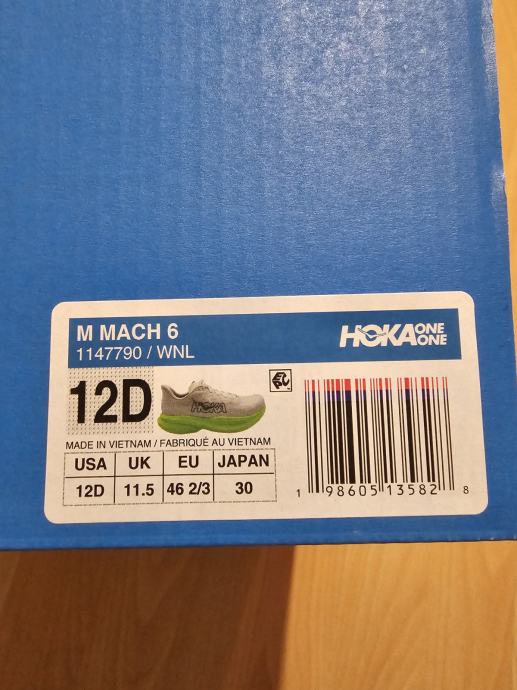 M MACH 6
1147790 / WNL
HOKA ONE ONE
12D
HOKA
MADE IN VIETNAM / FABRIQUÉ AU VIETNAM
USA UK EU JAPAN
12D 11.5 46 2/3 30
1 98605 13582 8